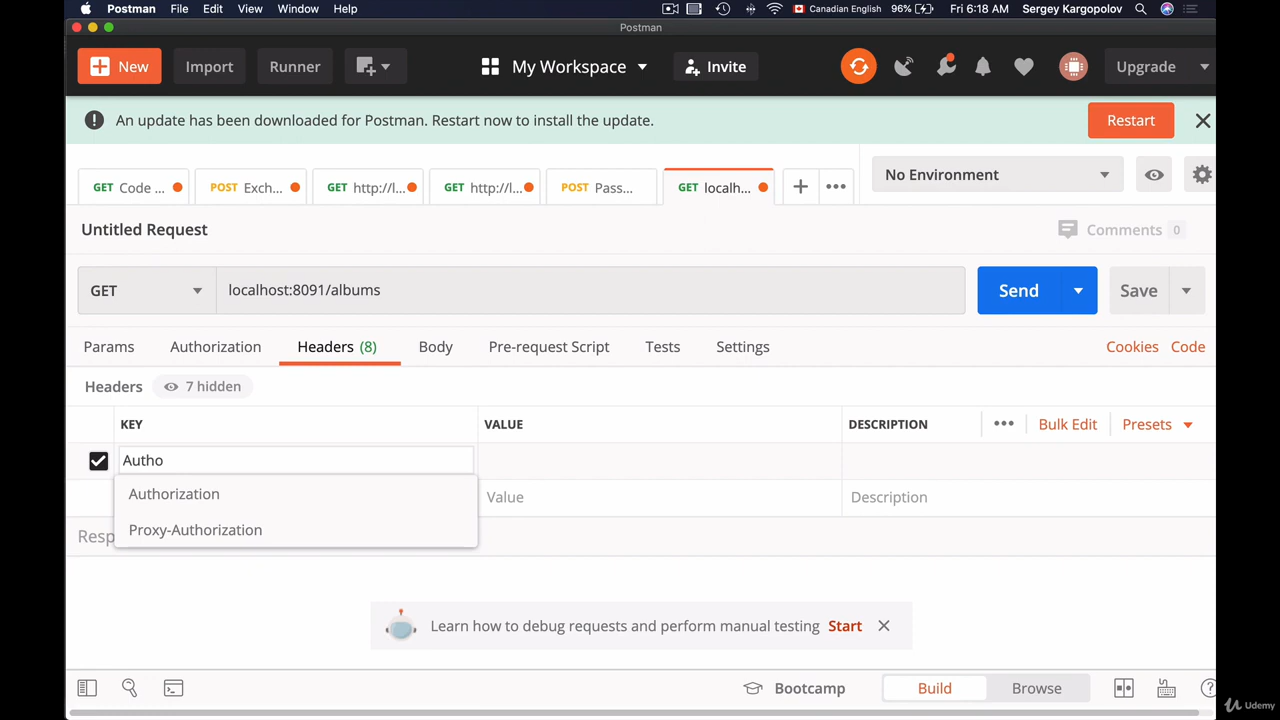 Postman File Edit View Window Help Canadian English 96% Fri 6:18 AM Sergey Kargopolov
Postman
New Import Runner My Workspace Invite Upgrade
An update has been downloaded for Postman. Restart now to install the update. Restart
GET Code ... POST Exch... GET http://l... GET http://l... POST Pass... GET localh... No Environment
Untitled Request Comments 0
GET localhost:8091/albums Send Save
Params Authorization Headers (8) Body Pre-request Script Tests Settings Cookies Code
Headers 7 hidden
KEY VALUE DESCRIPTION Bulk Edit Presets
Autho
Authorization Value Description
Proxy-Authorization
Resp
Learn how to debug requests and perform manual testing Start
Bootcamp Build Browse
Udemy